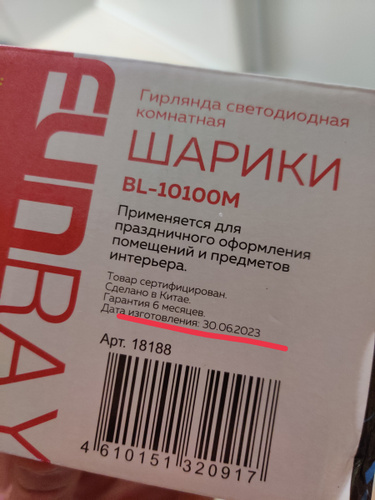 FUNRAY
Гирлянда светодиодная
комнатная
ШАРИКИ
BL-10100M
Применяется для
праздничного оформления
помещений и предметов
интерьера.
Товар сертифицирован.
Сделано в Китае.
Гарантия 6 месяцев.
Дата изготовления: 30.06.2023
Арт. 18188
4 610151 320917